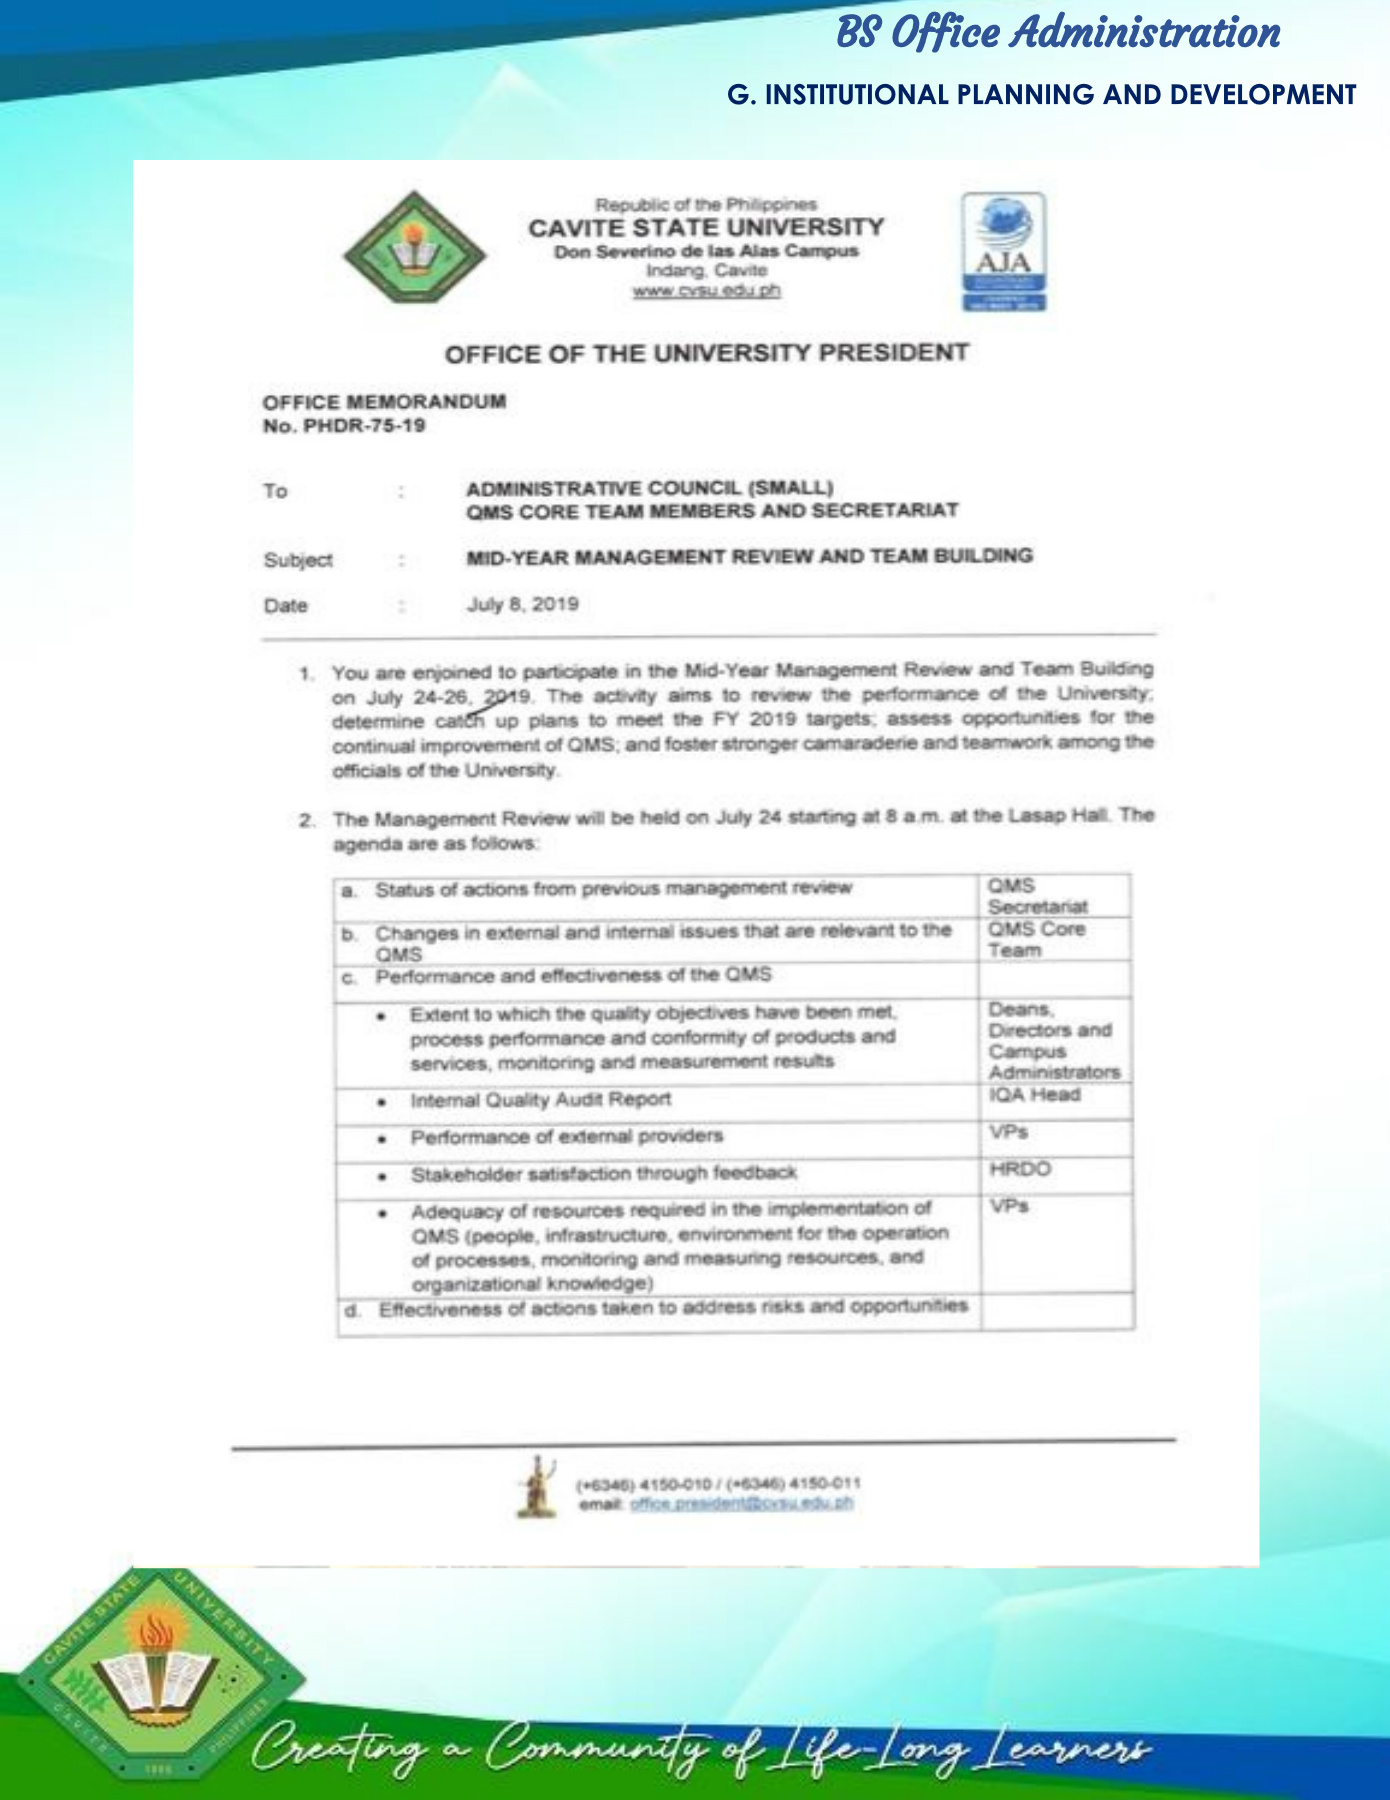 BS Office Administration
G. INSTITUTIONAL PLANNING AND DEVELOPMENT
Republic of the Philippines
CAVITE STATE UNIVERSITY
Don Severino de las Alas Campus
Indang, Cavite
www.cvsu.edu.ph
AJA
OFFICE OF THE UNIVERSITY PRESIDENT
OFFICE MEMORANDUM
No. PHDR-75-19
To : ADMINISTRATIVE COUNCIL (SMALL)
QMS CORE TEAM MEMBERS AND SECRETARIAT
Subject : MID-YEAR MANAGEMENT REVIEW AND TEAM BUILDING
Date : July 8, 2019
1. You are enjoined to participate in the Mid-Year Management Review and Team Building
on July 24-26, 2019. The activity aims to review the performance of the University;
determine catch up plans to meet the FY 2019 targets; assess opportunities for the
continual improvement of QMS; and foster stronger camaraderie and teamwork among the
officials of the University.
2. The Management Review will be held on July 24 starting at 8 a.m. at the Lasap Hall. The
agenda are as follows:
a. Status of actions from previous management review
QMS
Secretariat
b. Changes in external and internal issues that are relevant to the
QMS
QMS Core
Team
c. Performance and effectiveness of the QMS
• Extent to which the quality objectives have been met,
process performance and conformity of products and
services, monitoring and measurement results
Deans,
Directors and
Campus
Administrators
• Internal Quality Audit Report
IQA Head
• Performance of external providers
VPs
• Stakeholder satisfaction through feedback
HRDO
• Adequacy of resources required in the implementation of
QMS (people, infrastructure, environment for the operation
of processes, monitoring and measuring resources, and
organizational knowledge)
VPs
d. Effectiveness of actions taken to address risks and opportunities
(+6346) 4150-010 / (+6346) 4150-011
email: office.president@cvsu.edu.ph
CAVITE STATE UNIVERSITY
CAVITE
1906
PHILIPPINES
Creating a Community of Life-Long Learners